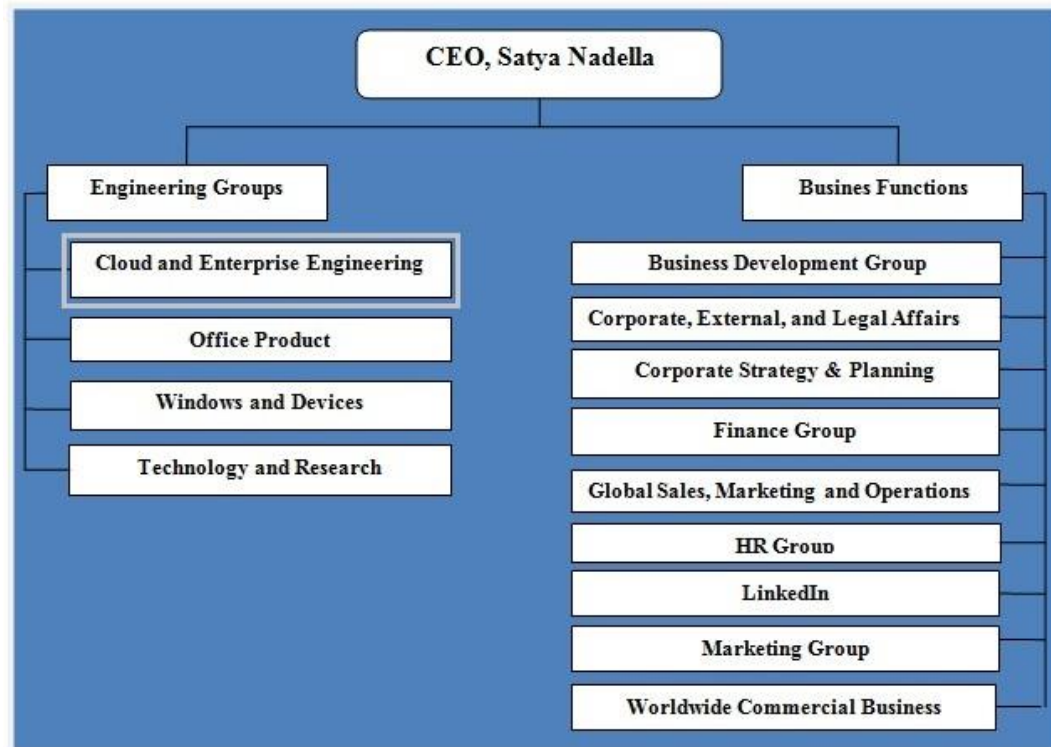 CEO, Satya Nadella
Engineering Groups
Cloud and Enterprise Engineering
Office Product
Windows and Devices
Technology and Research
Busines Functions
Business Development Group
Corporate, External, and Legal Affairs
Corporate Strategy & Planning
Finance Group
Global Sales, Marketing and Operations
HR Group
LinkedIn
Marketing Group
Worldwide Commercial Business